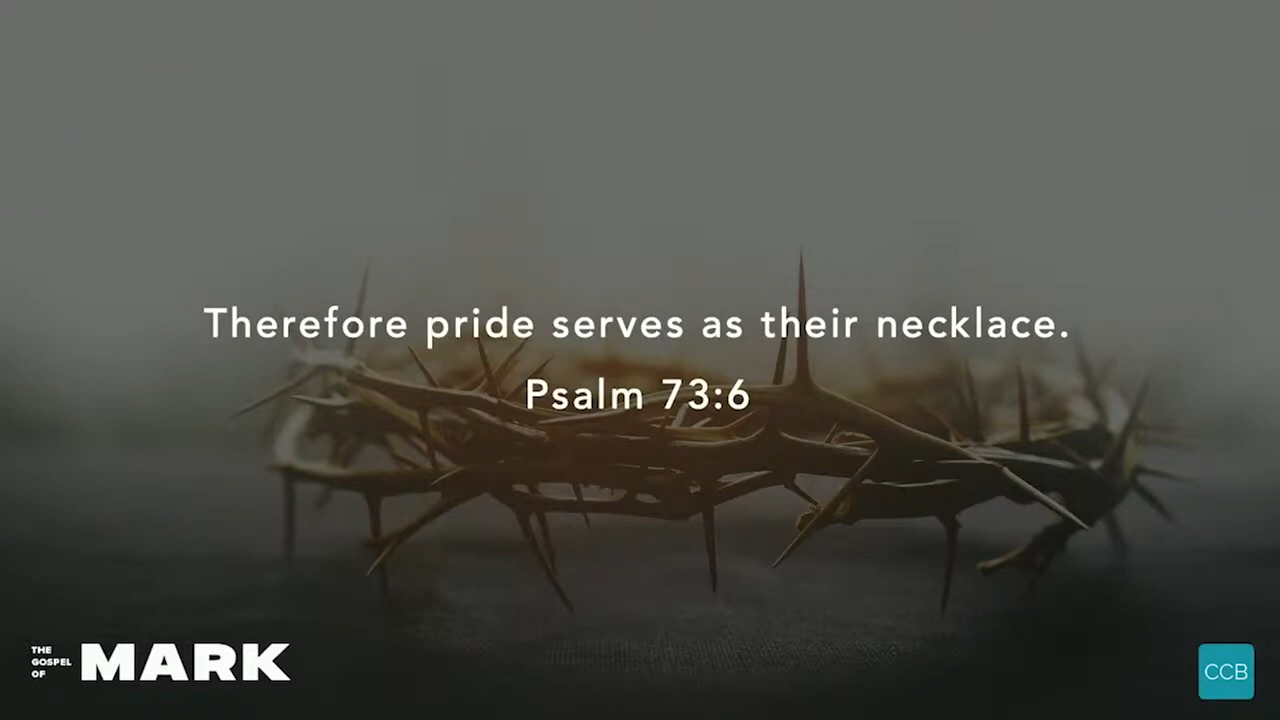 Therefore pride serves as their necklace.
Psalm 73:6
THE
GOSPEL
OF
MARK
CCB